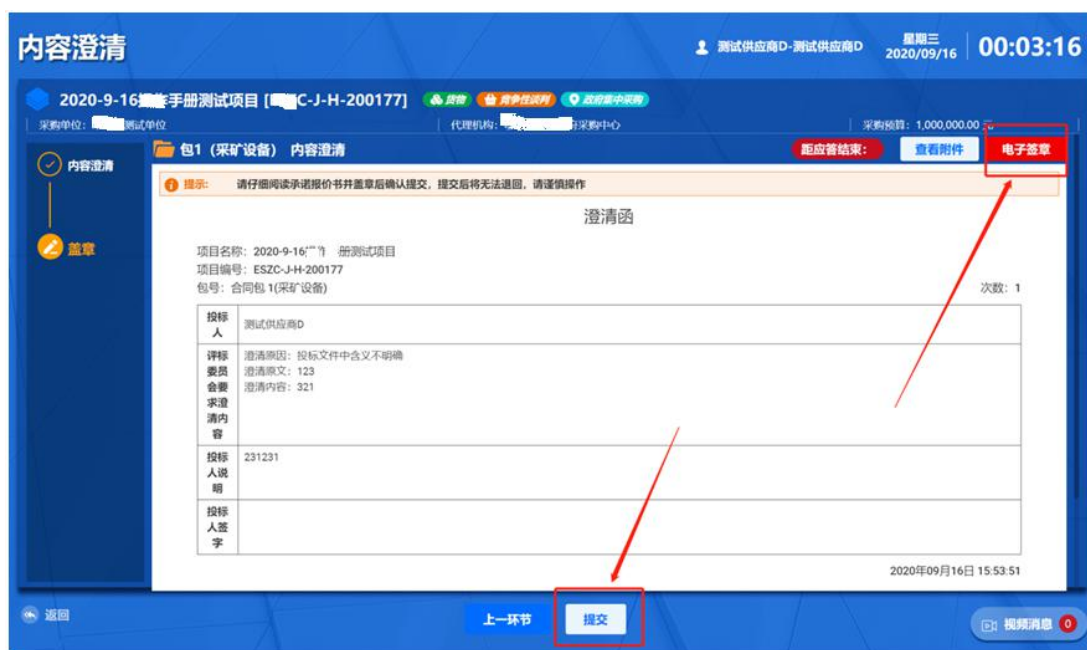 内容澄清
测试供应商D-测试供应商D
星期三
2020/09/16
00:03:16
2020-9-16 手册测试项目 [ C-J-H-200177]
货物
竞争性谈判
政府集中采购
采购单位： 测试单位
代理机构： 府采购中心
采购预算：1,000,000.00 元
内容澄清
盖章
包1（采矿设备） 内容澄清
距应答结束：
查看附件
电子签章
提示： 请仔细阅读承诺报价书并盖章后确认提交，提交后将无法退回，请谨慎操作
澄清函
项目名称：2020-9-16 册测试项目
项目编号：ESZC-J-H-200177
包号：合同包 1(采矿设备)
次数：1
投标
人
测试供应商D
评标
委员
会要
求澄
清内
容
澄清原因：投标文件中含义不明确
澄清原文：123
澄清内容：321
投标
人说
明
231231
投标
人签
字
2020年09月16日 15:53:51
返回
上一环节
提交
视频消息
0